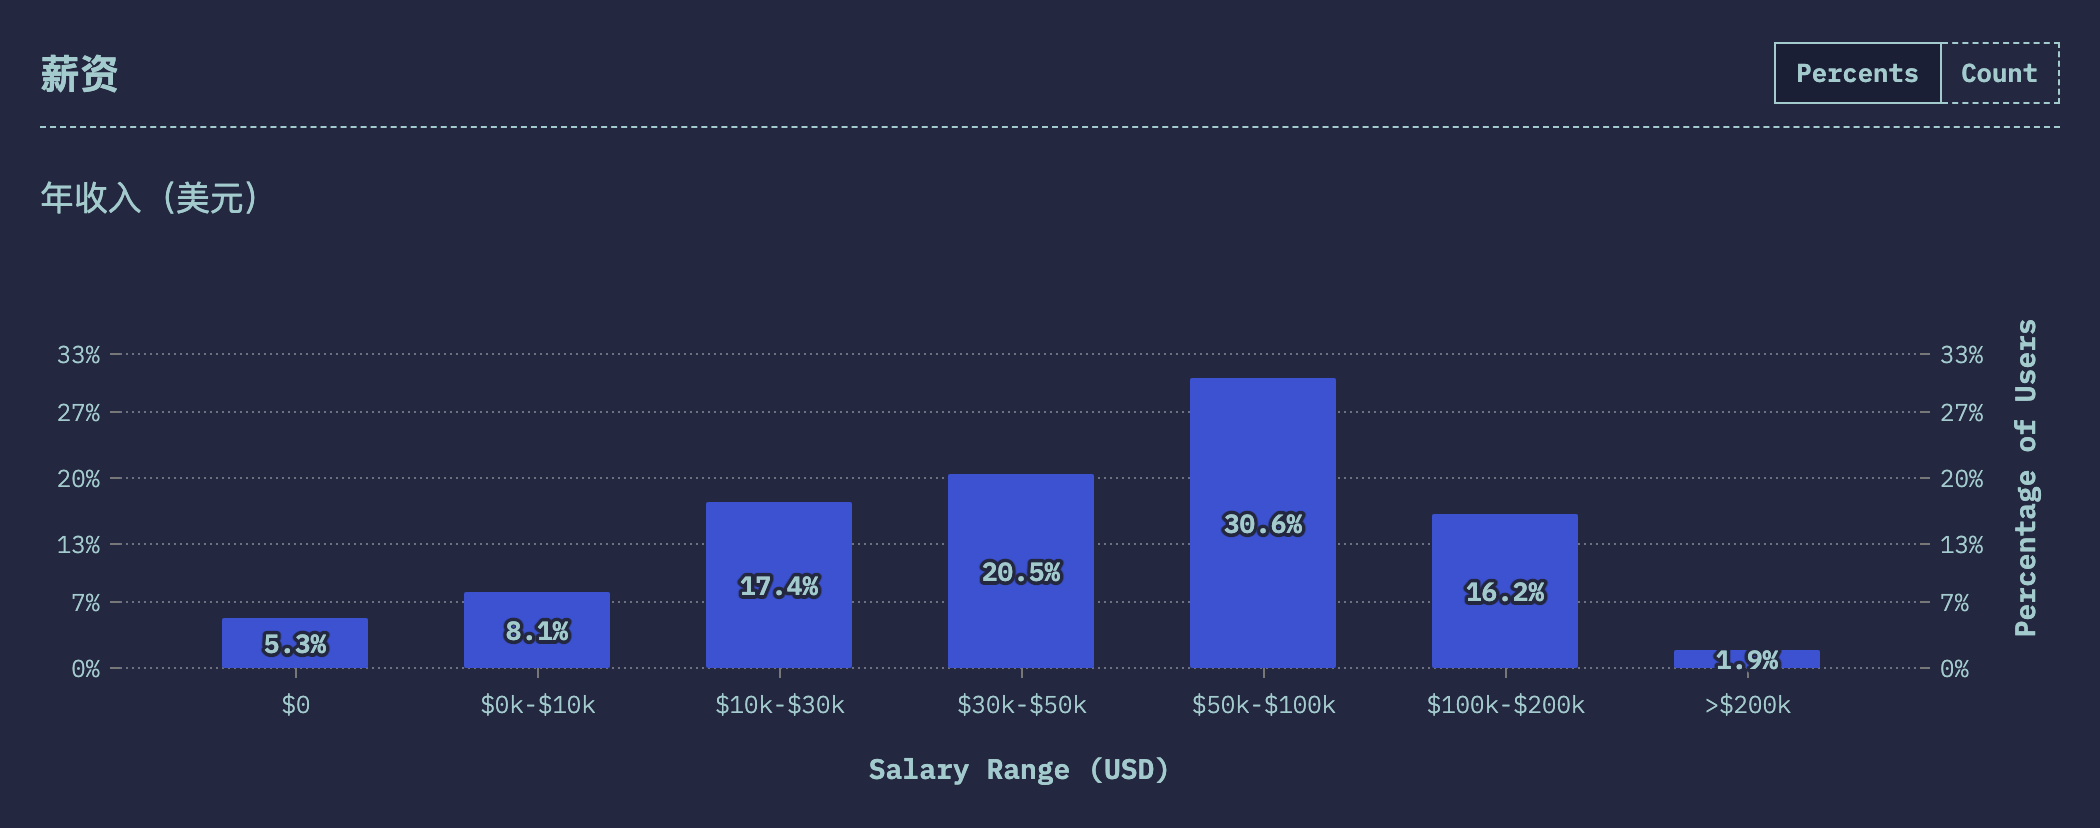 薪资
Percents Count
年收入（美元）
33% 33%
27% 27%
20% 20%
13% 13%
7% 7%
0% 0%
Percentage of Users
5.3% 8.1% 17.4% 20.5% 30.6% 16.2% 1.9%
$0 $0k-$10k $10k-$30k $30k-$50k $50k-$100k $100k-$200k >$200k
Salary Range (USD)